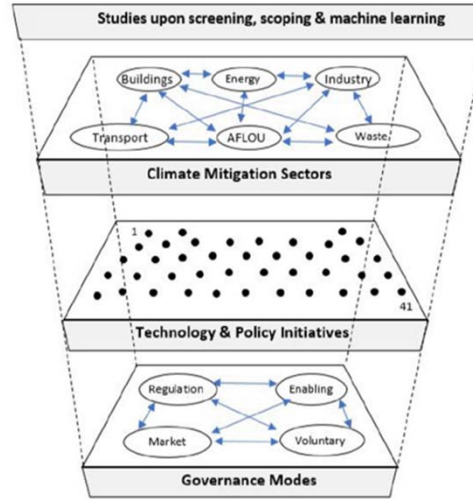 Studies upon screening, scoping & machine learning
Buildings Energy Industry
Transport AFLOU Waste
Climate Mitigation Sectors
1
41
Technology & Policy Initiatives
Regulation Enabling
Market Voluntary
Governance Modes